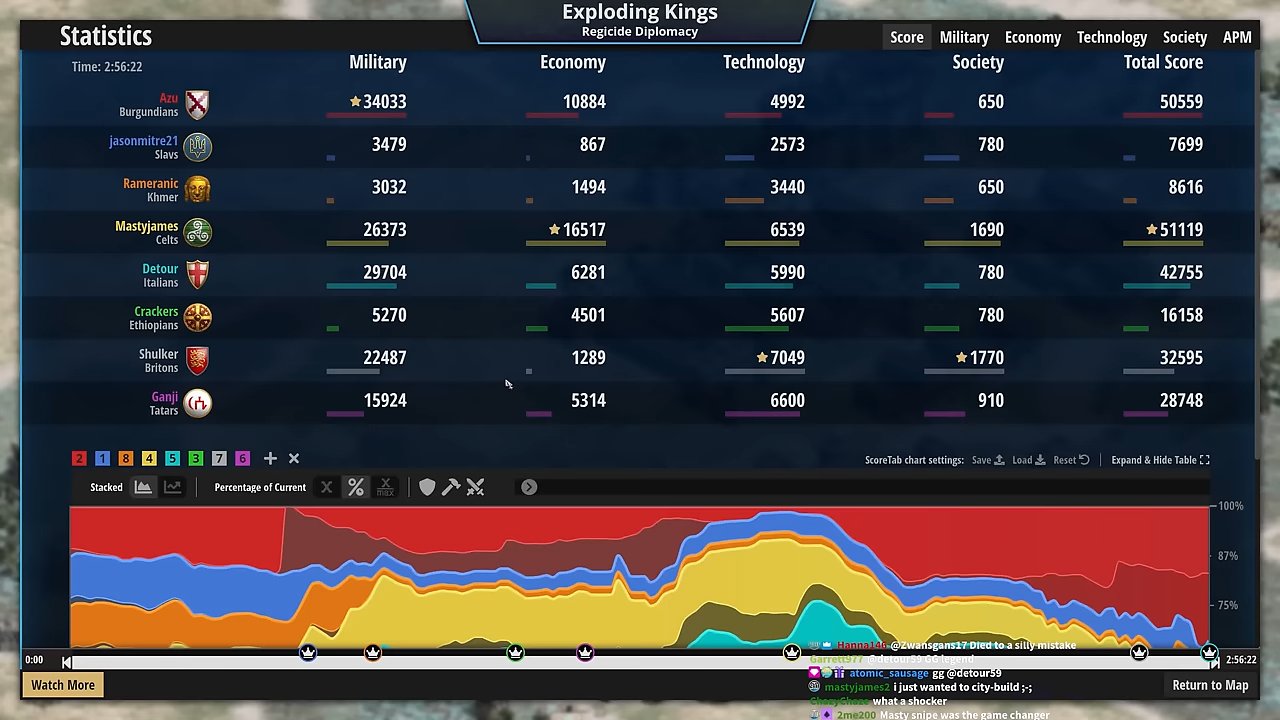 Exploding Kings
Regicide Diplomacy
Statistics
Score Military Economy Technology Society APM
Time: 2:56:22
Military Economy Technology Society Total Score
Azu
Burgundians
34033 10884 4992 650 50559
jasonmitre21
Slavs
3479 867 2573 780 7699
Rameranic
Khmer
3032 1494 3440 650 8616
Mastyjames
Celts
26373 16517 6539 1690 51119
Detour
Italians
29704 6281 5990 780 42755
Crackers
Ethiopians
5270 4501 5607 780 16158
Shulker
Britons
22487 1289 7049 1770 32595
Ganji
Tatars
15924 5314 6600 910 28748
2 1 8 4 5 3 7 6
ScoreTab chart settings: Save Load Reset Expand & Hide Table
Stacked Percentage of Current X % X max
100%
87%
75%
0:00 2:56:22
Watch More
Return to Map
@Zwansgans17 Died to a silly mistake
Garrett977 @detour59 GG legend
atomic_sausage gg @detour59
mastyjames2 i just wanted to city-build ;-;
what a shocker
2me200 Masty snipe was the game changer